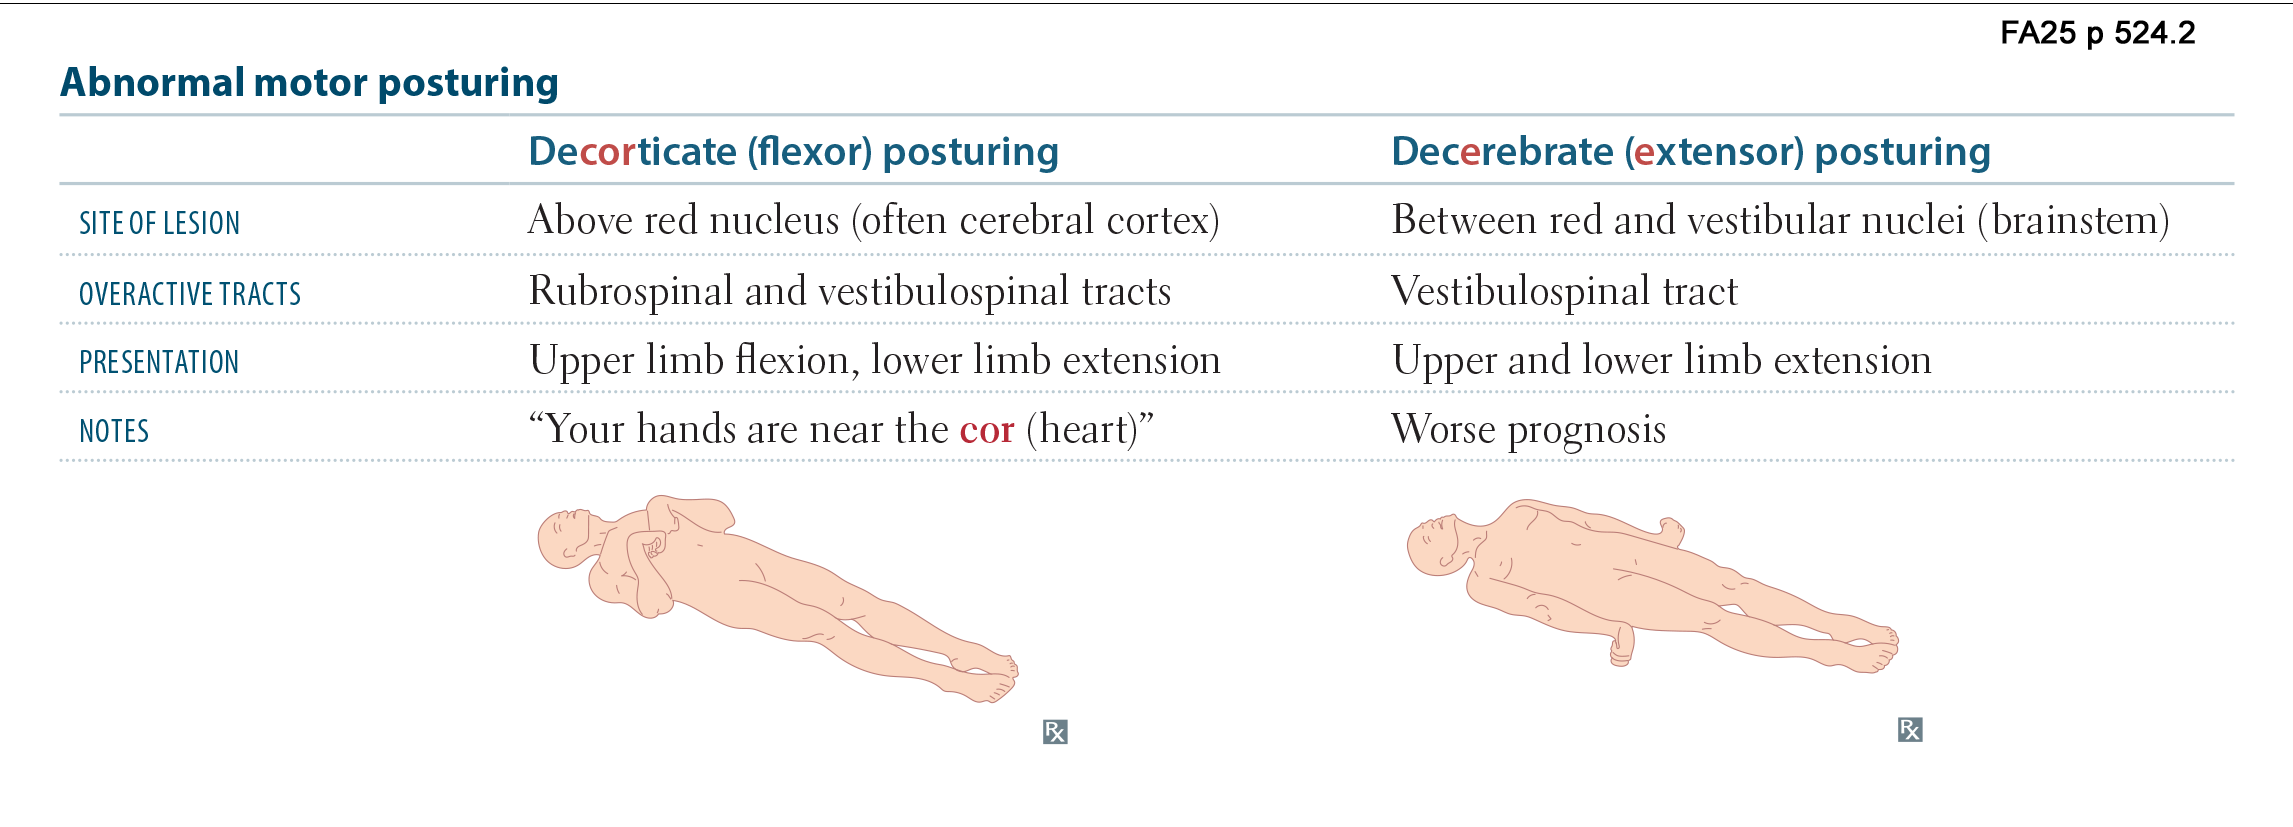 FA25 p 524.2
Abnormal motor posturing
Decorticate (flexor) posturing Decerebrate (extensor) posturing
SITE OF LESION Above red nucleus (often cerebral cortex) Between red and vestibular nuclei (brainstem)
OVERACTIVE TRACTS Rubrospinal and vestibulospinal tracts Vestibulospinal tract
PRESENTATION Upper limb flexion, lower limb extension Upper and lower limb extension
NOTES “Your hands are near the cor (heart)” Worse prognosis
Rx Rx